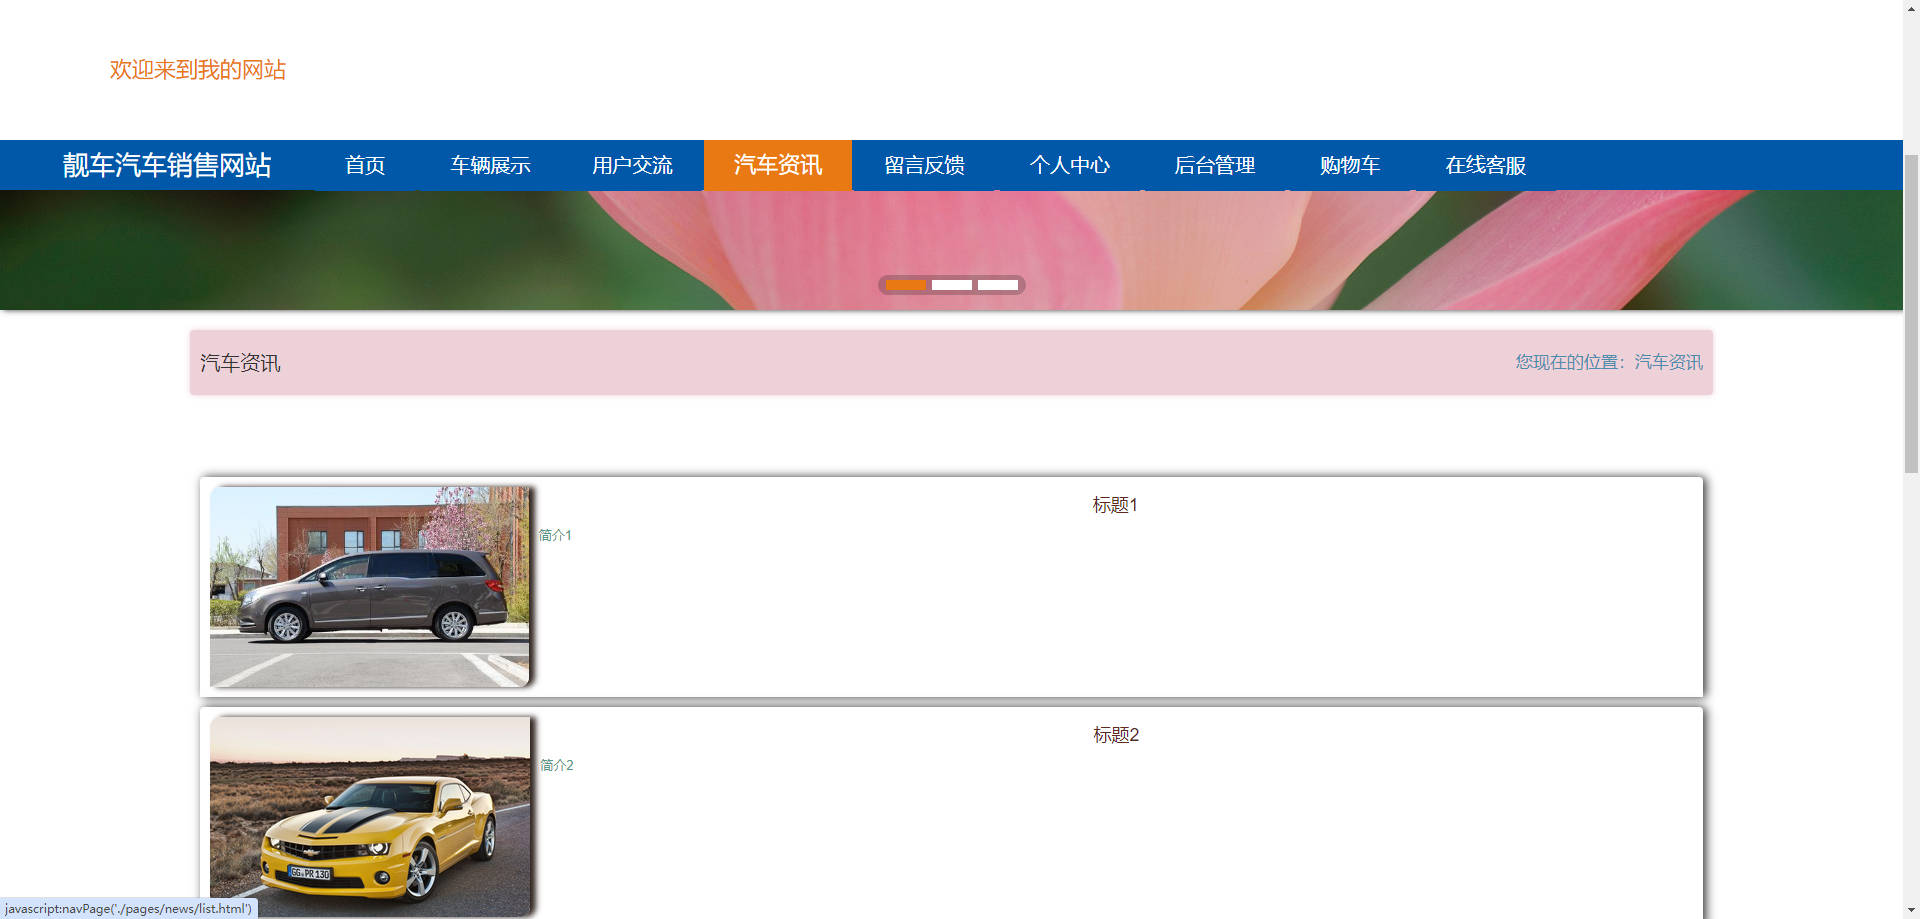 欢迎来到我的网站
靓车汽车销售网站 首页 车辆展示 用户交流 汽车资讯 留言反馈 个人中心 后台管理 购物车 在线客服
汽车资讯 您现在的位置：汽车资讯
标题1
简介1
标题2
简介2
GG PR 130
javascript:navPage('./pages/news/list.html')